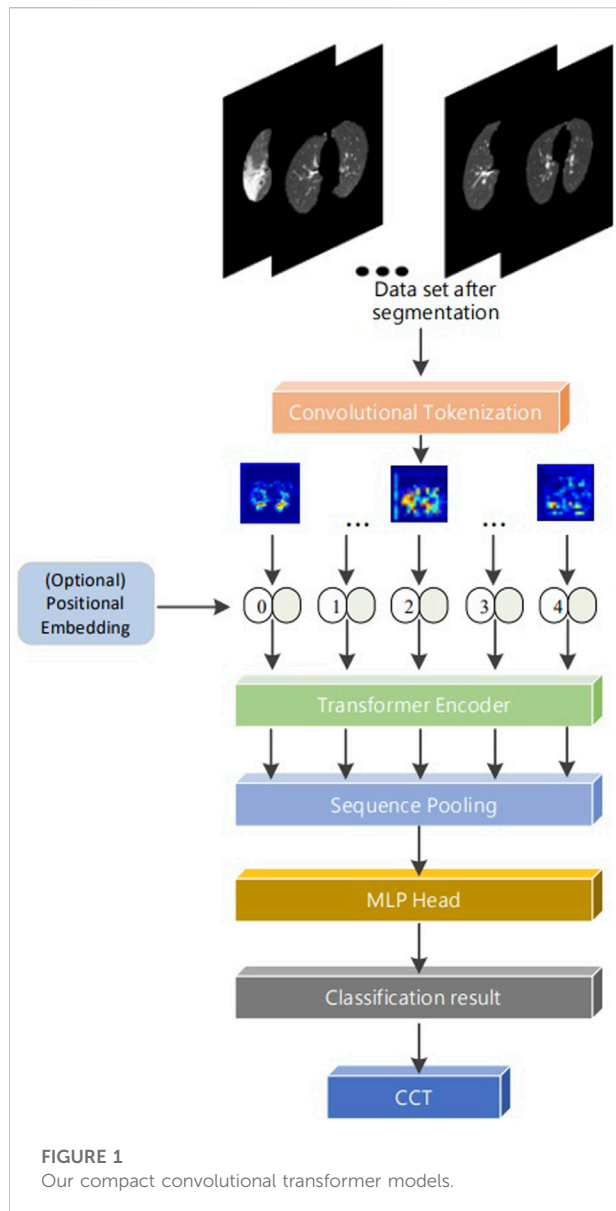 Data set after
segmentation
Convolutional Tokenization
...
...
(Optional)
Positional
Embedding
0 1 2 3 4
Transformer Encoder
Sequence Pooling
MLP Head
Classification result
CCT
FIGURE 1
Our compact convolutional transformer models.